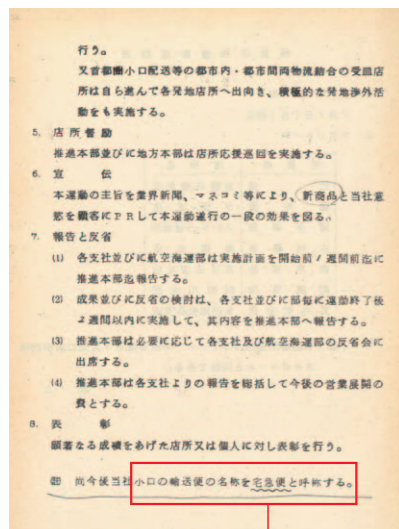 行う。
又首都圏小口配送等の都市内・都市間両物流結合の受皿店
所は自ら進んで各発地店所へ出向き、積極的な発地渉外活
動をも実施する。
5. 店所督励
推進本部並びに地方本部は店所応援巡回を実施する。
6. 宣 伝
本運動の主旨を業界新聞、マスコミ等により、新商品と当社意
慾を顧客にPRして本運動遂行の一段の効果を図る。
7. 報告と反省
(1) 各支社並びに航空海運部は実施計画を開始前1週間前迄に
推進本部迄報告する。
(2) 成果並びに反省の検討は、各支社並びに部毎に運動終了後
2週間以内に実施して、其内容を推進本部へ報告する。
(3) 推進本部は必要に応じて各支社及び航空海運部の反省会に
出席する。
(4) 推進本部は各支社よりの報告を総括して今後の営業展開の
費とする。
8. 表 彰
顕著なる成績をあげた店所又は個人に対し表彰を行う。
尚今後当社小口の輸送便の名称を宅急便と呼称する。